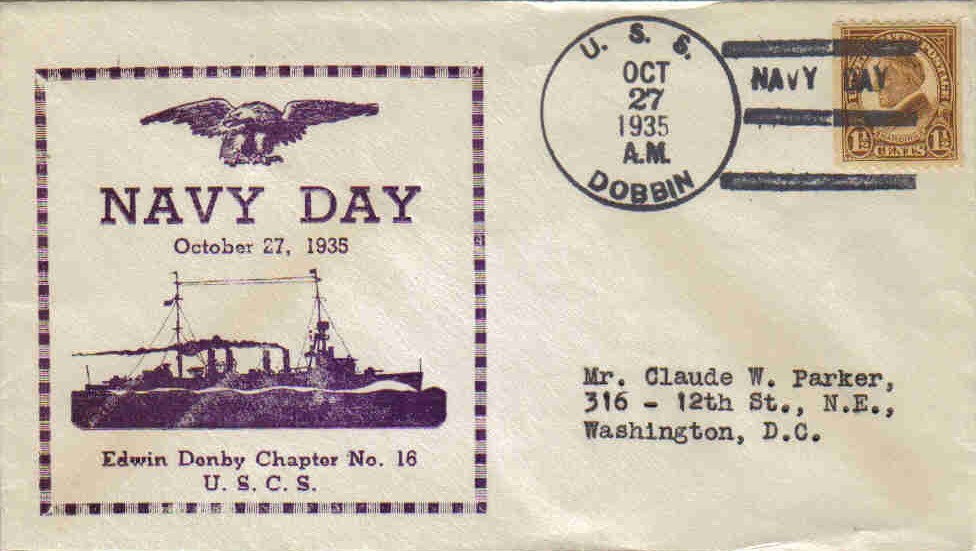 NAVY DAY
October 27, 1935
Edwin Denby Chapter No. 16
U. S. C. S.
U. S. S.
OCT
27
1935
A.M.
DOBBIN
NAVY DAY
1½ CENTS 1½
Mr. Claude W. Parker,
316 - 12th St., N.E.,
Washington, D.C.